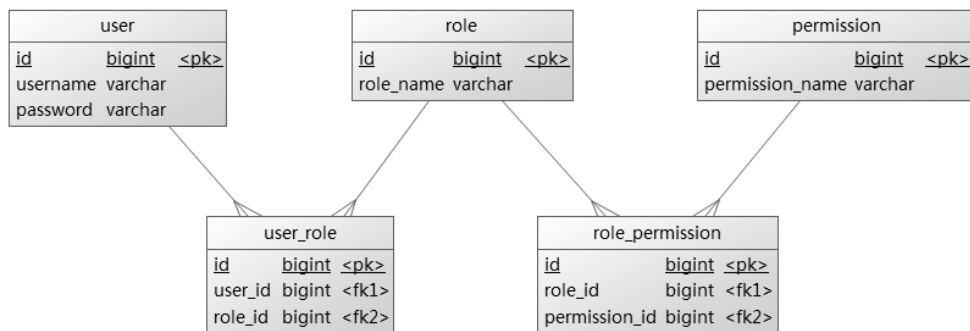 user
id bigint <pk>
username varchar
password varchar
role
id bigint <pk>
role_name varchar
permission
id bigint <pk>
permission_name varchar
user_role
id bigint <pk>
user_id bigint <fk1>
role_id bigint <fk2>
role_permission
id bigint <pk>
role_id bigint <fk1>
permission_id bigint <fk2>